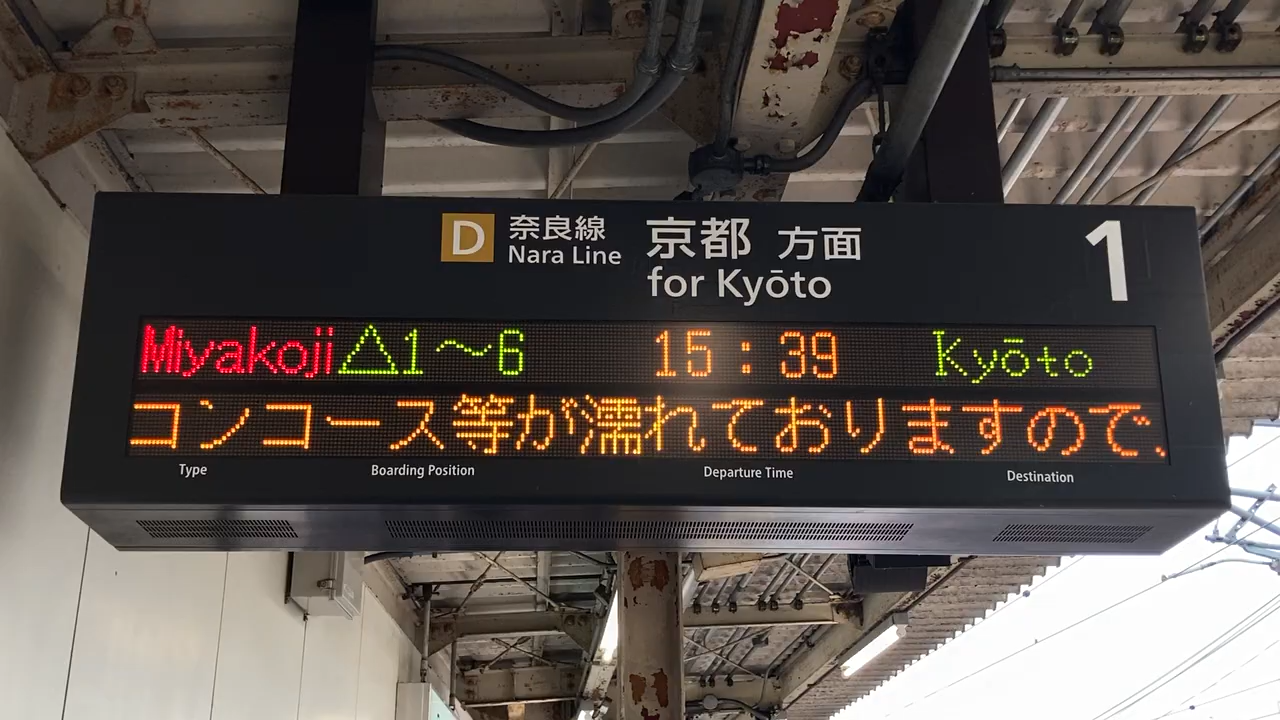 D 奈良線 京都 方面 1
Nara Line for Kyōto
Miyakoji △1～6 15:39 Kyōto
コンコース等が濡れておりますので、
Type Boarding Position Departure Time Destination